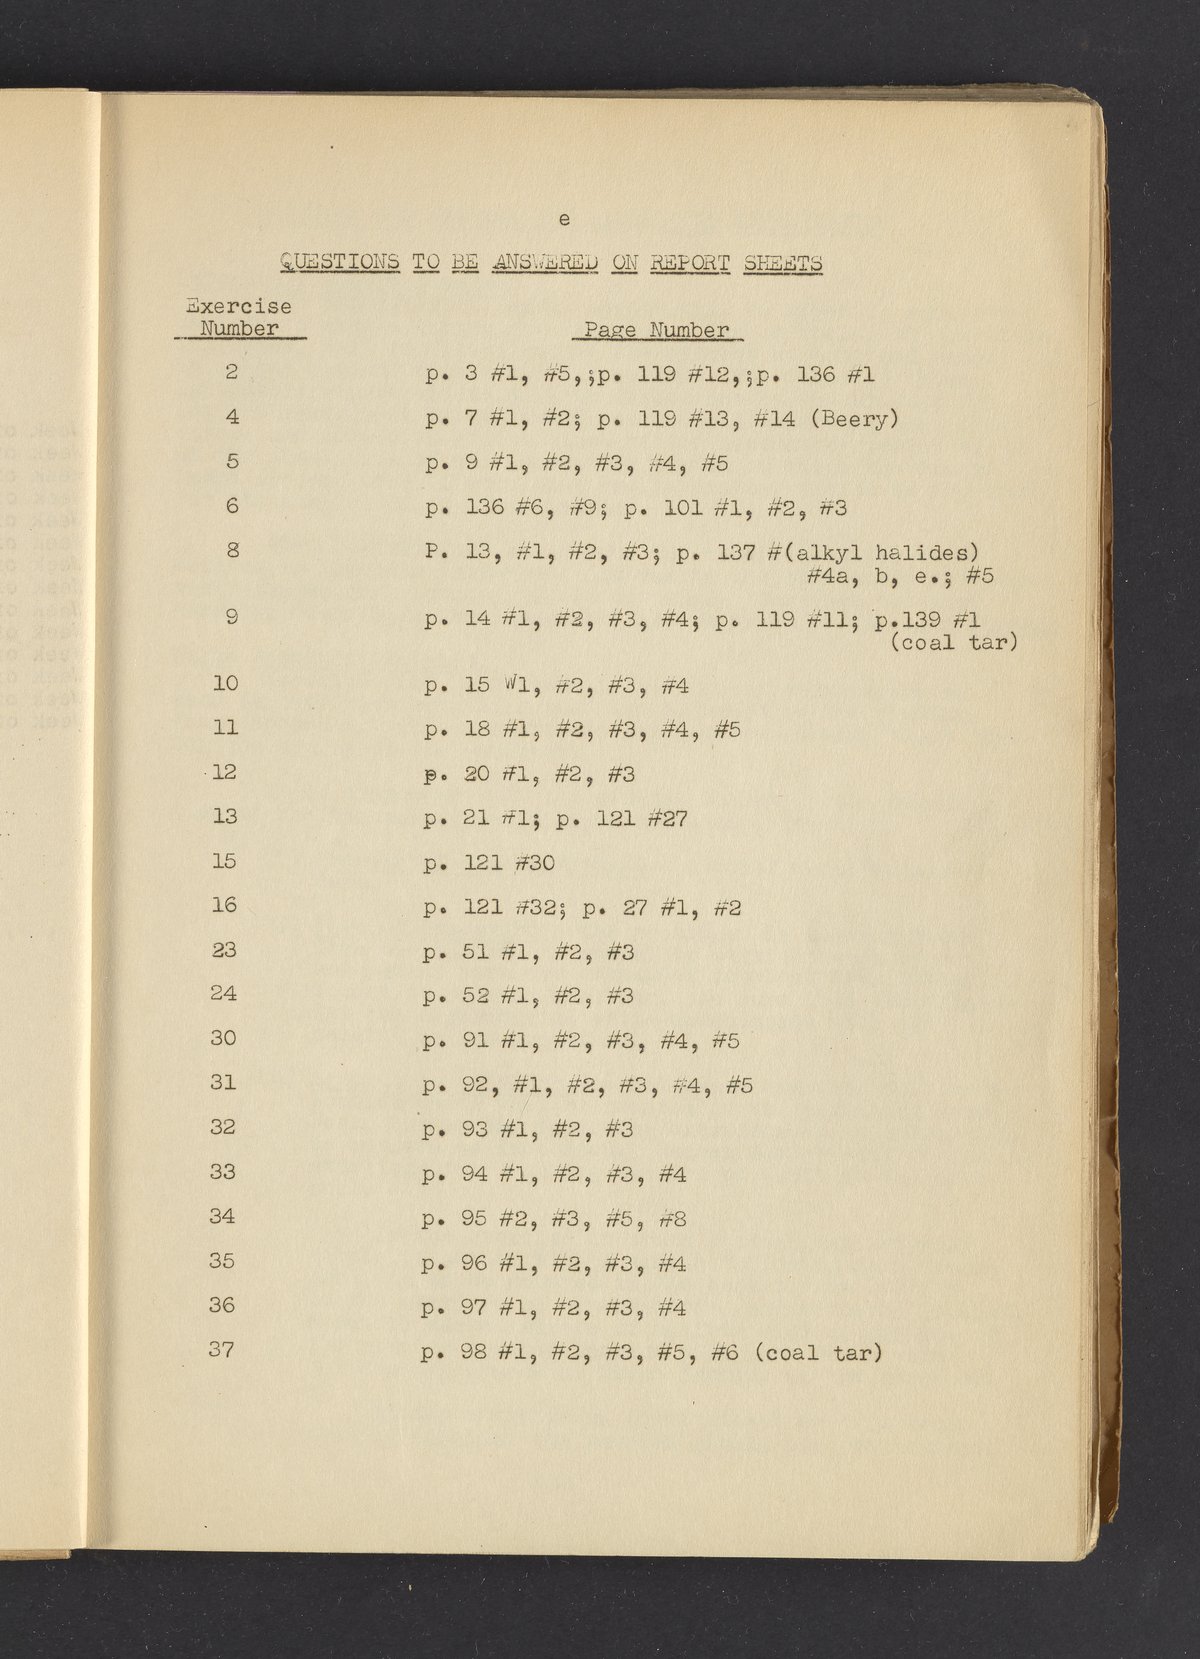 e
QUESTIONS TO BE ANSWERED ON REPORT SHEETS
Exercise
Number Page Number
2 p. 3 #1, #5,;p. 119 #12,;p. 136 #1
4 p. 7 #1, #2; p. 119 #13, #14 (Beery)
5 p. 9 #1, #2, #3, #4, #5
6 p. 136 #6, #9; p. 101 #1, #2, #3
8 P. 13, #1, #2, #3; p. 137 #(alkyl halides)
#4a, b, e.; #5
9 p. 14 #1, #2, #3, #4; p. 119 #11; p.139 #1
(coal tar)
10 p. 15 W1, #2, #3, #4
11 p. 18 #1, #2, #3, #4, #5
12 p. 20 #1, #2, #3
13 p. 21 #1; p. 121 #27
15 p. 121 #30
16 p. 121 #32; p. 27 #1, #2
23 p. 51 #1, #2, #3
24 p. 52 #1, #2, #3
30 p. 91 #1, #2, #3, #4, #5
31 p. 92, #1, #2, #3, #4, #5
32 p. 93 #1, #2, #3
33 p. 94 #1, #2, #3, #4
34 p. 95 #2, #3, #5, #8
35 p. 96 #1, #2, #3, #4
36 p. 97 #1, #2, #3, #4
37 p. 98 #1, #2, #3, #5, #6 (coal tar)